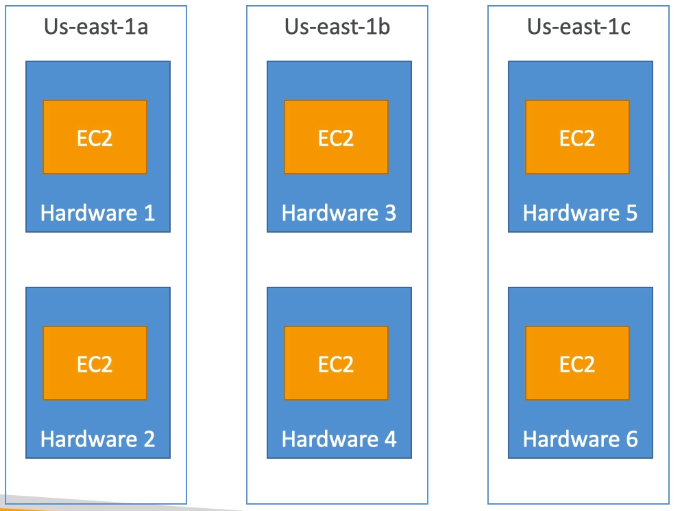 Us-east-1a
EC2
Hardware 1
EC2
Hardware 2
Us-east-1b
EC2
Hardware 3
EC2
Hardware 4
Us-east-1c
EC2
Hardware 5
EC2
Hardware 6